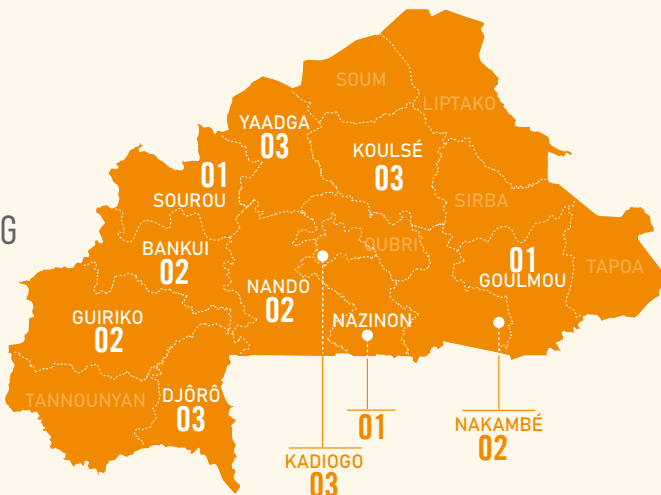 SOUM
LIPTAKO
YAADGA
03
KOULSÉ
03
01
SOUROU
SIRBA
G
BANKUI
02
OUBRI
01
GOULMOU
TAPOA
NANDO
02
GUIRIKO
02
NAZINON
TANNOUNYAN
DJÔRÔ
03
01
NAKAMBÉ
02
KADIOGO
03